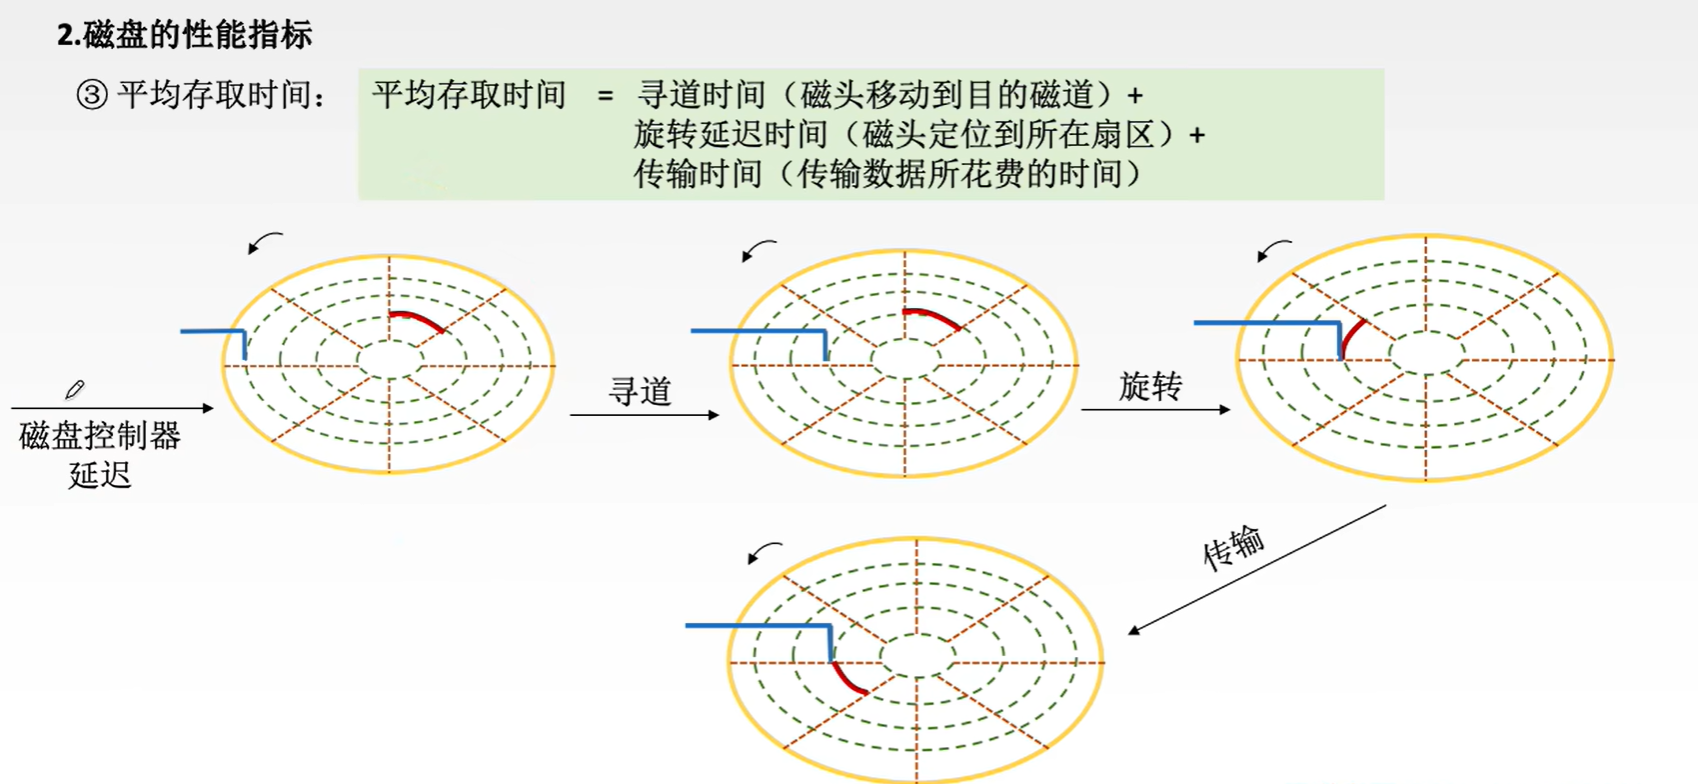 2.磁盘的性能指标
③ 平均存取时间： 平均存取时间 = 寻道时间（磁头移动到目的磁道）+
旋转延迟时间（磁头定位到所在扇区）+
传输时间（传输数据所花费的时间）
磁盘控制器
延迟
寻道
旋转
传输